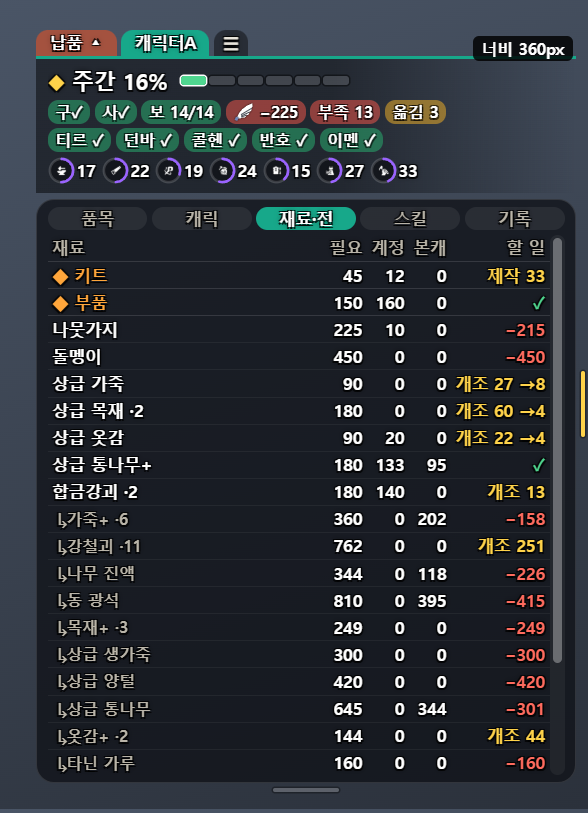 납품 ▲ 캐릭터A ☰
너비 360px
◆ 주간 16%
구✓ 사✓ 보 14/14 −225 부족 13 옮김 3
티르 ✓ 던바 ✓ 콜헨 ✓ 반호 ✓ 이멘 ✓
17 22 19 24 15 27 33
품목 캐릭 재료·전 스킬 기록
재료 필요 계정 본캐 할 일
◆ 키트 45 12 0 제작 33
◆ 부품 150 160 0 ✓
나뭇가지 225 10 0 −215
돌멩이 450 0 0 −450
상급 가죽 90 0 0 개조 27 →8
상급 목재 ·2 180 0 0 개조 60 →4
상급 옷감 90 20 0 개조 22 →4
상급 통나무+ 180 133 95 ✓
합금강괴 ·2 180 140 0 개조 13
↳가죽+ ·6 360 0 202 −158
↳강철괴 ·11 762 0 0 개조 251
↳나무 진액 344 0 118 −226
↳동 광석 810 0 395 −415
↳목재+ ·3 249 0 0 −249
↳상급 생가죽 300 0 0 −300
↳상급 양털 420 0 0 −420
↳상급 통나무 645 0 344 −301
↳옷감+ ·2 144 0 0 개조 44
↳타닌 가루 160 0 0 −160